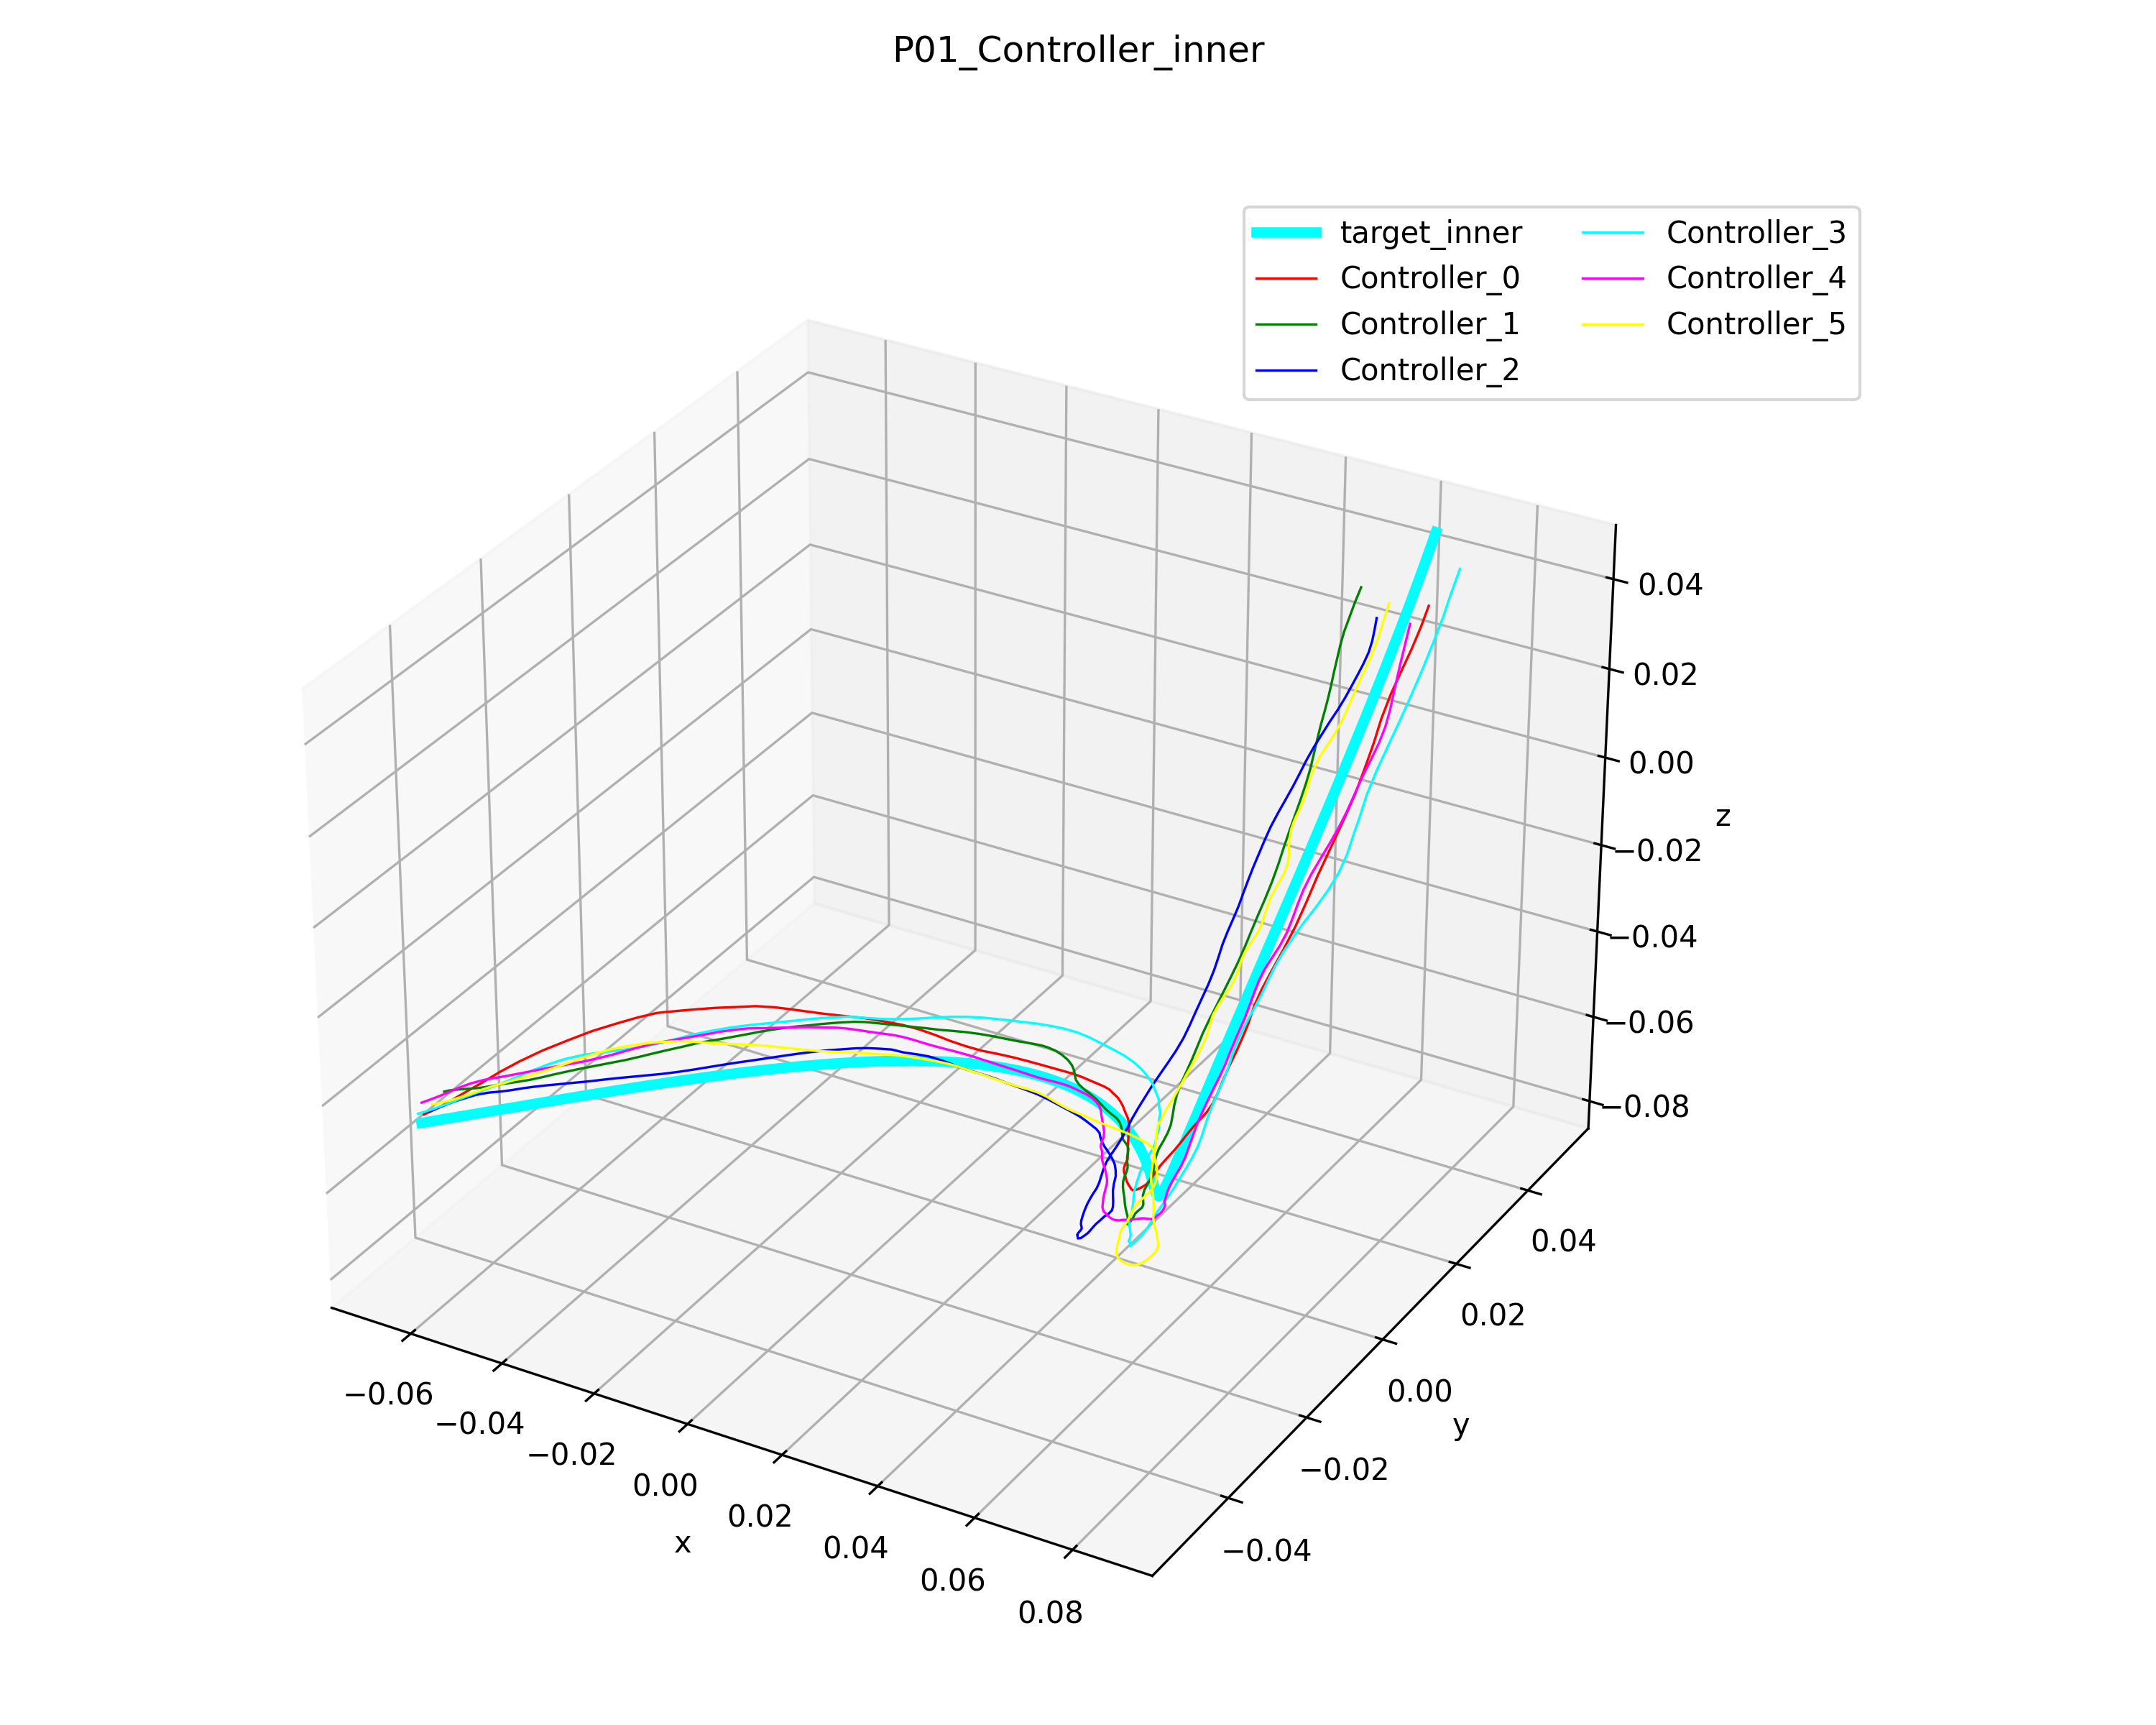 P01_Controller_inner
target_inner
Controller_0
Controller_1
Controller_2
Controller_3
Controller_4
Controller_5
0.04
0.02
0.00
−0.02
−0.04
−0.06
−0.08
z
0.04
0.02
0.00
−0.02
−0.04
y
−0.06
−0.04
−0.02
0.00
0.02
0.04
0.06
0.08
x